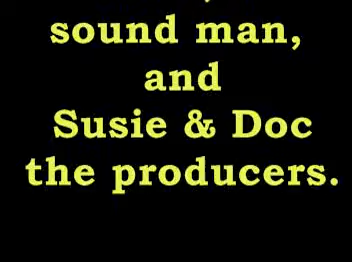 sound man,
and
Susie & Doc
the producers.